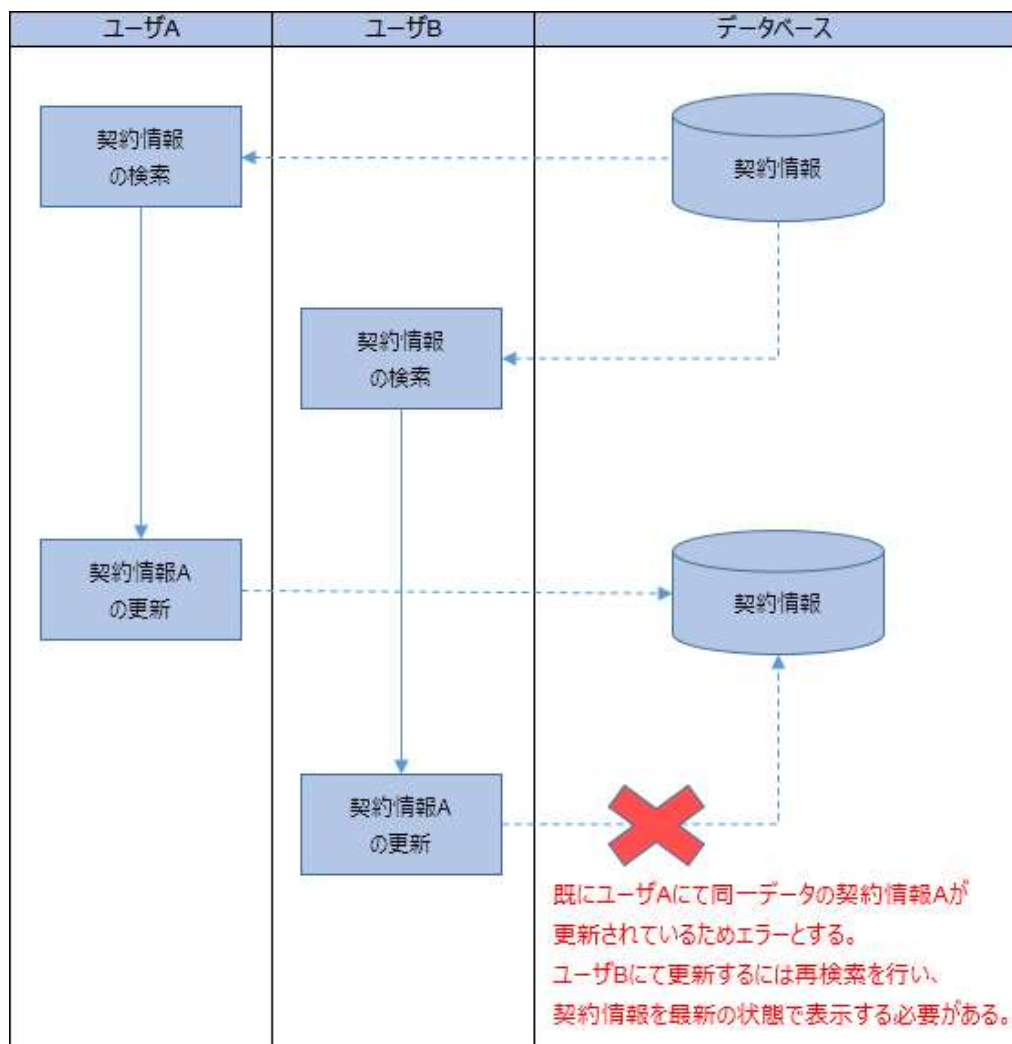 ユーザA
ユーザB
データベース
契約情報
の検索
契約情報
契約情報
の検索
契約情報A
の更新
契約情報
契約情報A
の更新
既にユーザAにて同一データの契約情報Aが
更新されているためエラーとする。
ユーザBにて更新するには再検索を行い、
契約情報を最新の状態で表示する必要がある。